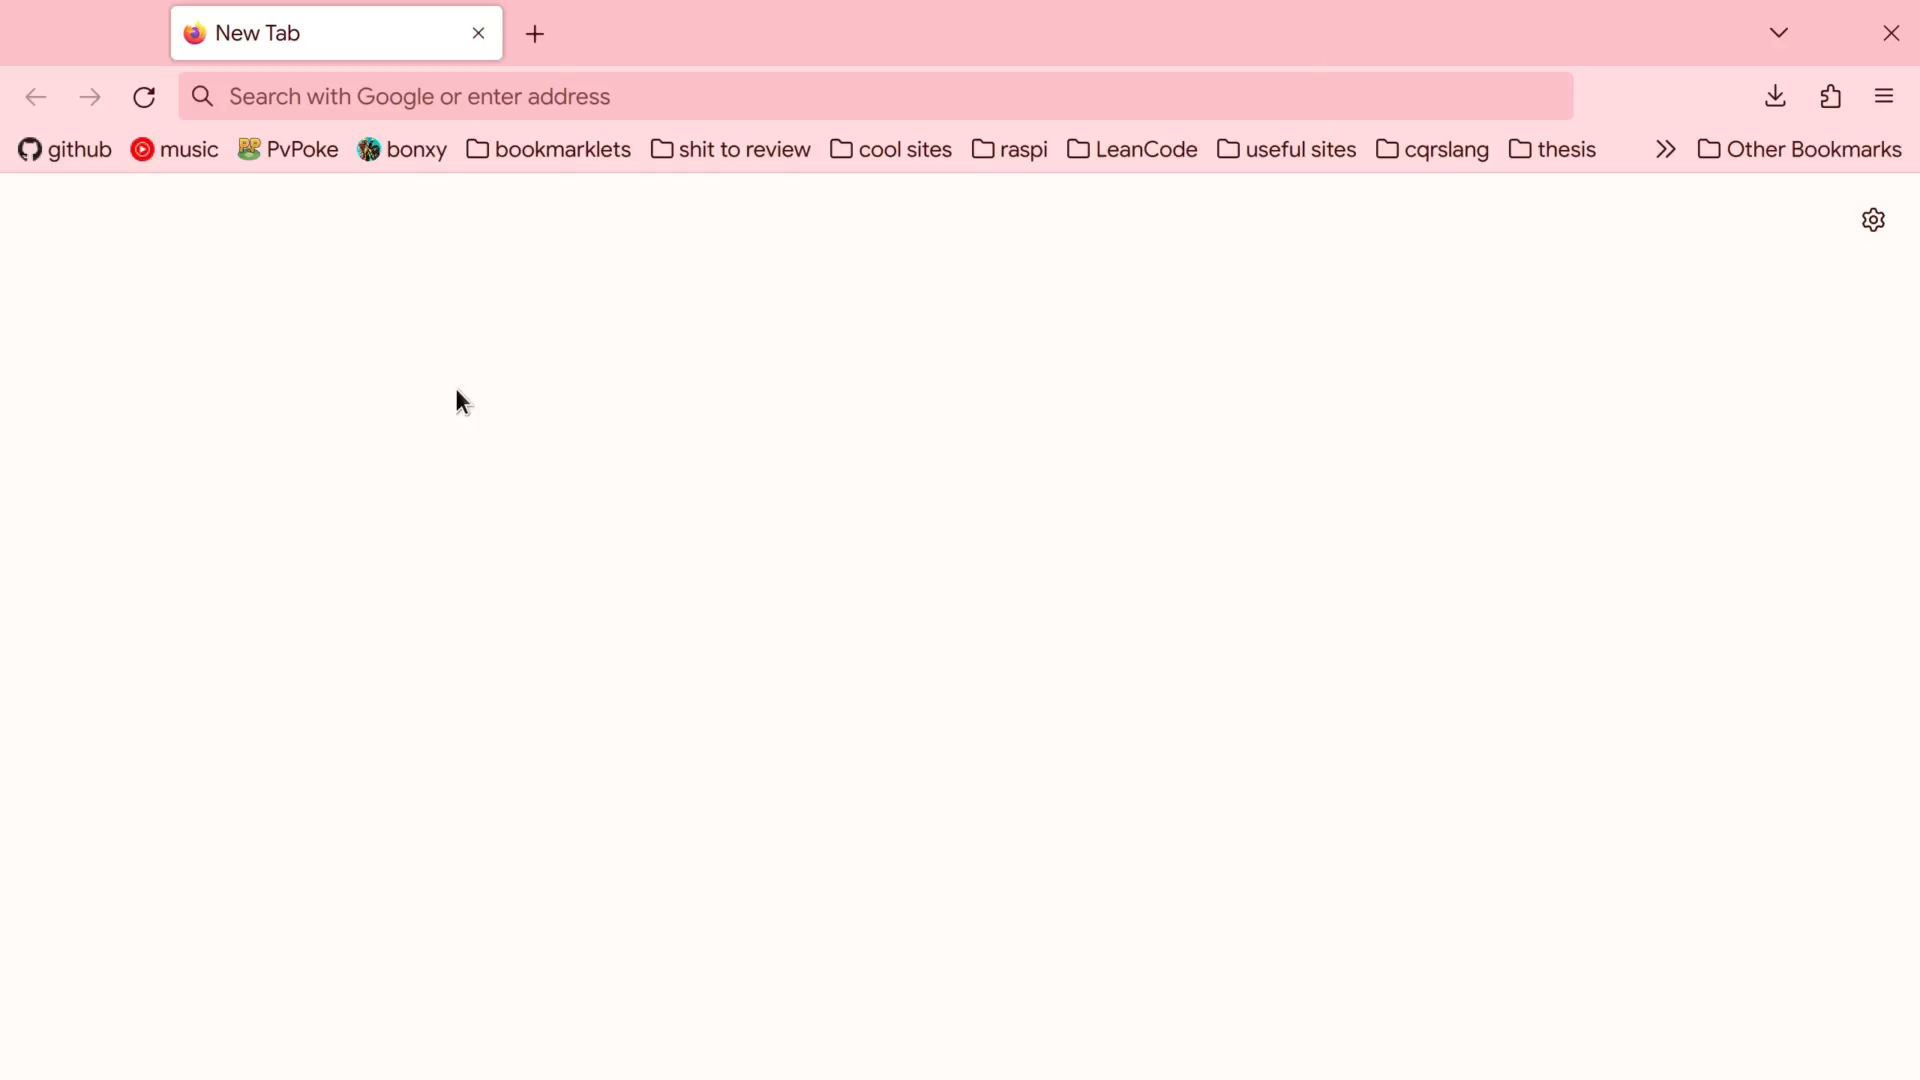 New Tab
Search with Google or enter address
github music PvPoke bonxy bookmarklets shit to review cool sites raspi LeanCode useful sites cqrslang thesis Other Bookmarks